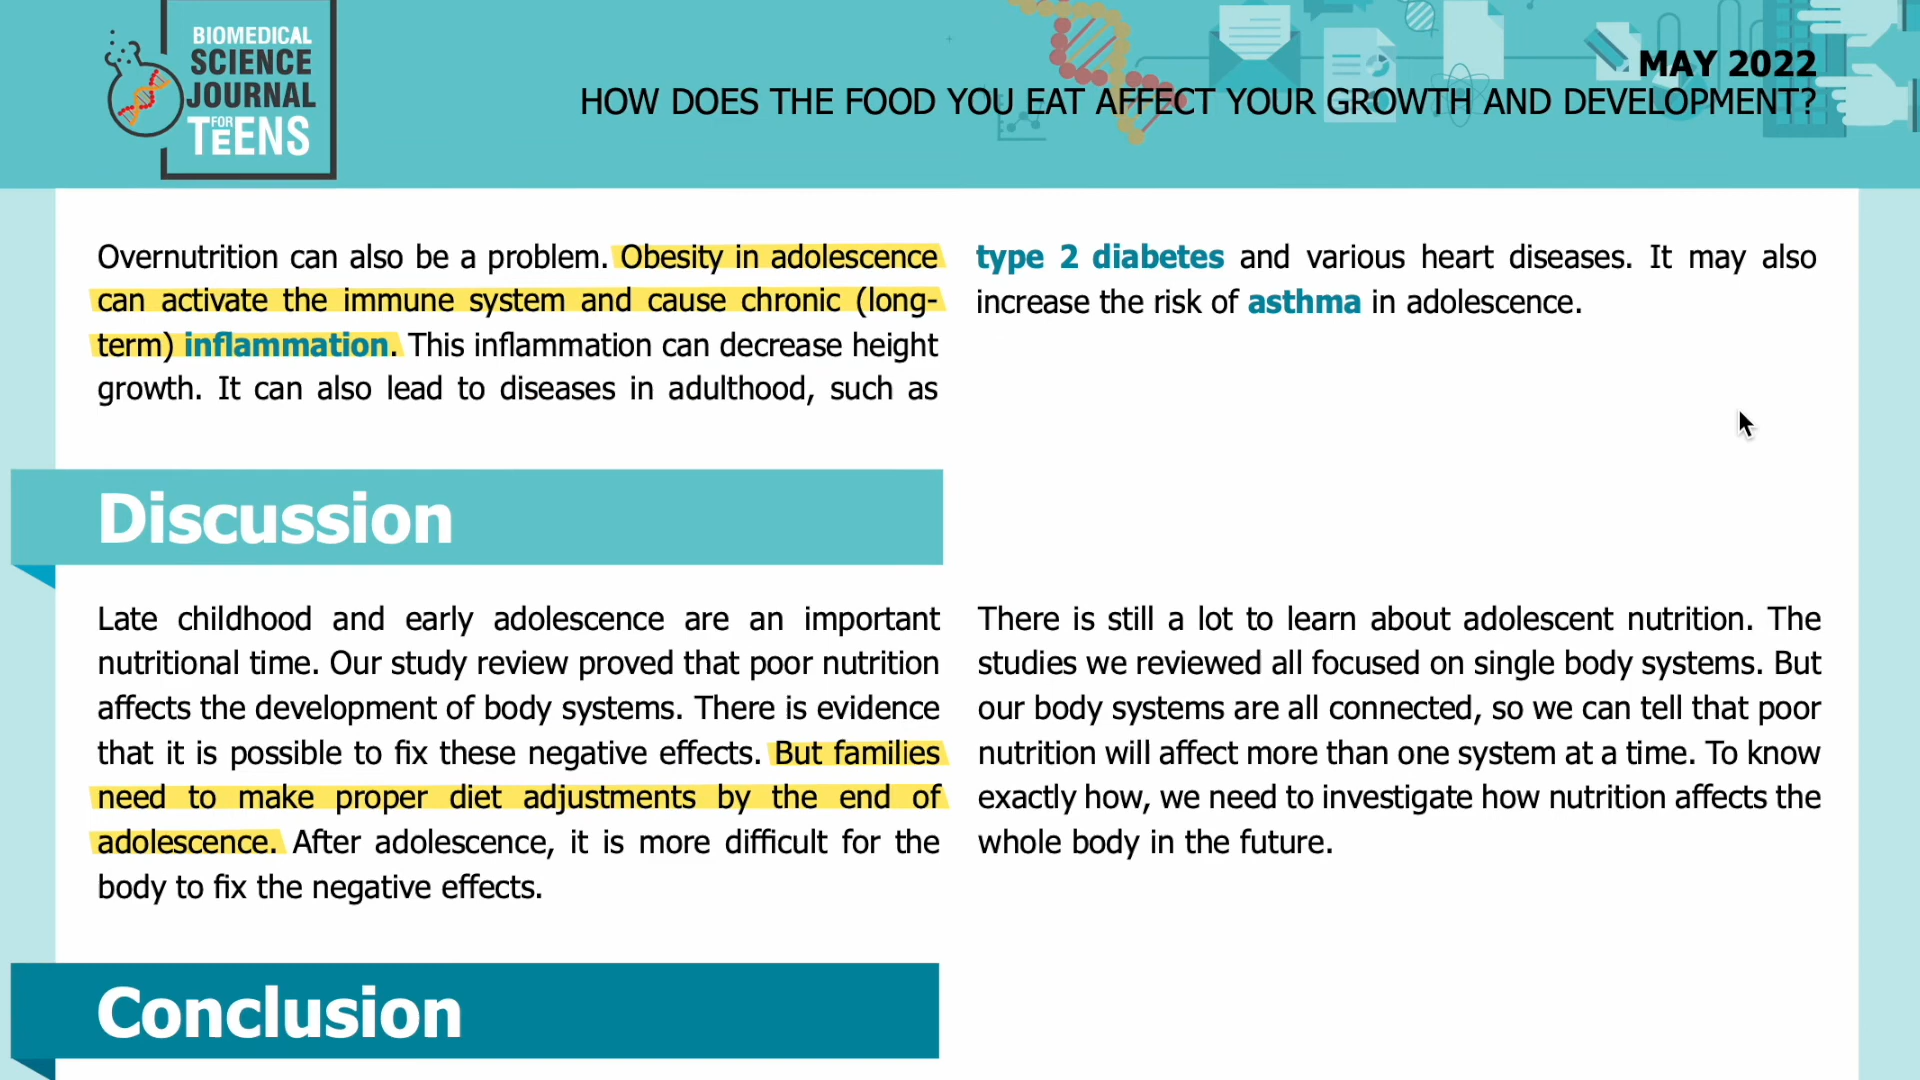 BIOMEDICAL
SCIENCE
JOURNAL
FOR
TEENS
MAY 2022
HOW DOES THE FOOD YOU EAT AFFECT YOUR GROWTH AND DEVELOPMENT?
Overnutrition can also be a problem. Obesity in adolescence
can activate the immune system and cause chronic (long-
term) inflammation. This inflammation can decrease height
growth. It can also lead to diseases in adulthood, such as
type 2 diabetes and various heart diseases. It may also
increase the risk of asthma in adolescence.
Discussion
Late childhood and early adolescence are an important
nutritional time. Our study review proved that poor nutrition
affects the development of body systems. There is evidence
that it is possible to fix these negative effects. But families
need to make proper diet adjustments by the end of
adolescence. After adolescence, it is more difficult for the
body to fix the negative effects.
There is still a lot to learn about adolescent nutrition. The
studies we reviewed all focused on single body systems. But
our body systems are all connected, so we can tell that poor
nutrition will affect more than one system at a time. To know
exactly how, we need to investigate how nutrition affects the
whole body in the future.
Conclusion